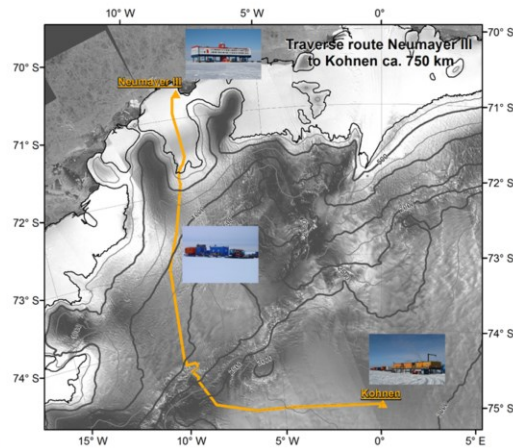 10° W
5° W
0°
Traverse route Neumayer III
to Kohnen ca. 750 km
70° S
70° S
Neumayer III
71° S
71° S
72° S
72° S
73° S
73° S
74° S
74° S
Kohnen
75° S
15° W
10° W
5° W
0°
5° E